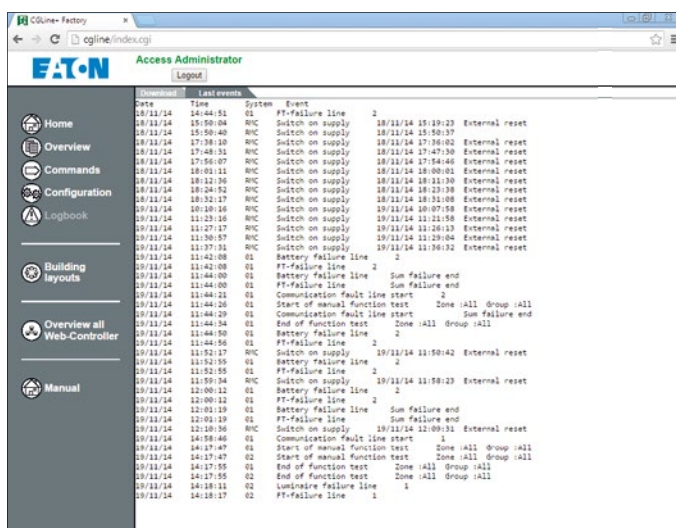 CGLine+ Factory
cgline/index.cgi
EATON
Access Administrator
Logout
Home
Overview
Commands
Configuration
Logbook
Building layouts
Overview all Web-Controller
Manual
Download Last events
Date Time System Event
18/11/14 14:44:51 01 FT-failure line 2
18/11/14 15:50:04 RMC Switch on supply 18/11/14 15:19:23 External reset
18/11/14 15:50:40 RMC Switch on supply 18/11/14 15:50:37
18/11/14 17:38:10 RMC Switch on supply 18/11/14 17:36:02 External reset
18/11/14 17:48:31 RMC Switch on supply 18/11/14 17:47:30 External reset
18/11/14 17:56:07 RMC Switch on supply 18/11/14 17:54:46 External reset
18/11/14 18:01:11 RMC Switch on supply 18/11/14 18:00:01 External reset
18/11/14 18:12:36 RMC Switch on supply 18/11/14 18:11:30 External reset
18/11/14 18:24:52 RMC Switch on supply 18/11/14 18:23:38 External reset
18/11/14 18:32:17 RMC Switch on supply 18/11/14 18:31:08 External reset
19/11/14 10:10:16 RMC Switch on supply 19/11/14 10:07:58 External reset
19/11/14 11:23:16 RMC Switch on supply 19/11/14 11:21:58 External reset
19/11/14 11:27:17 RMC Switch on supply 19/11/14 11:26:13 External reset
19/11/14 11:30:57 RMC Switch on supply 19/11/14 11:29:04 External reset
19/11/14 11:37:31 RMC Switch on supply 19/11/14 11:36:32 External reset
19/11/14 11:42:08 01 Battery failure line 2
19/11/14 11:42:08 01 FT-failure line 2
19/11/14 11:44:00 01 Battery failure line Sum failure end
19/11/14 11:44:00 01 FT-failure line Sum failure end
19/11/14 11:44:21 01 Communication fault line start 2
19/11/14 11:44:26 01 Start of manual function test Zone :All Group :All
19/11/14 11:44:29 01 Communication fault line start Sum failure end
19/11/14 11:44:34 01 End of function test Zone :All Group :All
19/11/14 11:44:50 01 Battery failure line 2
19/11/14 11:44:56 01 FT-failure line 2
19/11/14 11:52:17 RMC Switch on supply 19/11/14 11:50:42 External reset
19/11/14 11:52:55 01 Battery failure line 2
19/11/14 11:52:55 01 FT-failure line 2
19/11/14 11:59:34 RMC Switch on supply 19/11/14 11:58:23 External reset
19/11/14 12:00:12 01 Battery failure line 2
19/11/14 12:00:12 01 FT-failure line 2
19/11/14 12:01:19 01 Battery failure line Sum failure end
19/11/14 12:01:19 01 FT-failure line Sum failure end
19/11/14 12:10:36 RMC Switch on supply 19/11/14 12:09:31 External reset
19/11/14 14:58:46 01 Communication fault line start 1
19/11/14 14:17:47 01 Start of manual function test Zone :All Group :All
19/11/14 14:17:47 02 Start of manual function test Zone :All Group :All
19/11/14 14:17:55 01 End of function test Zone :All Group :All
19/11/14 14:17:55 02 End of function test Zone :All Group :All
19/11/14 14:18:11 02 Luminaire failure line 1
19/11/14 14:18:17 02 FT-failure line 1